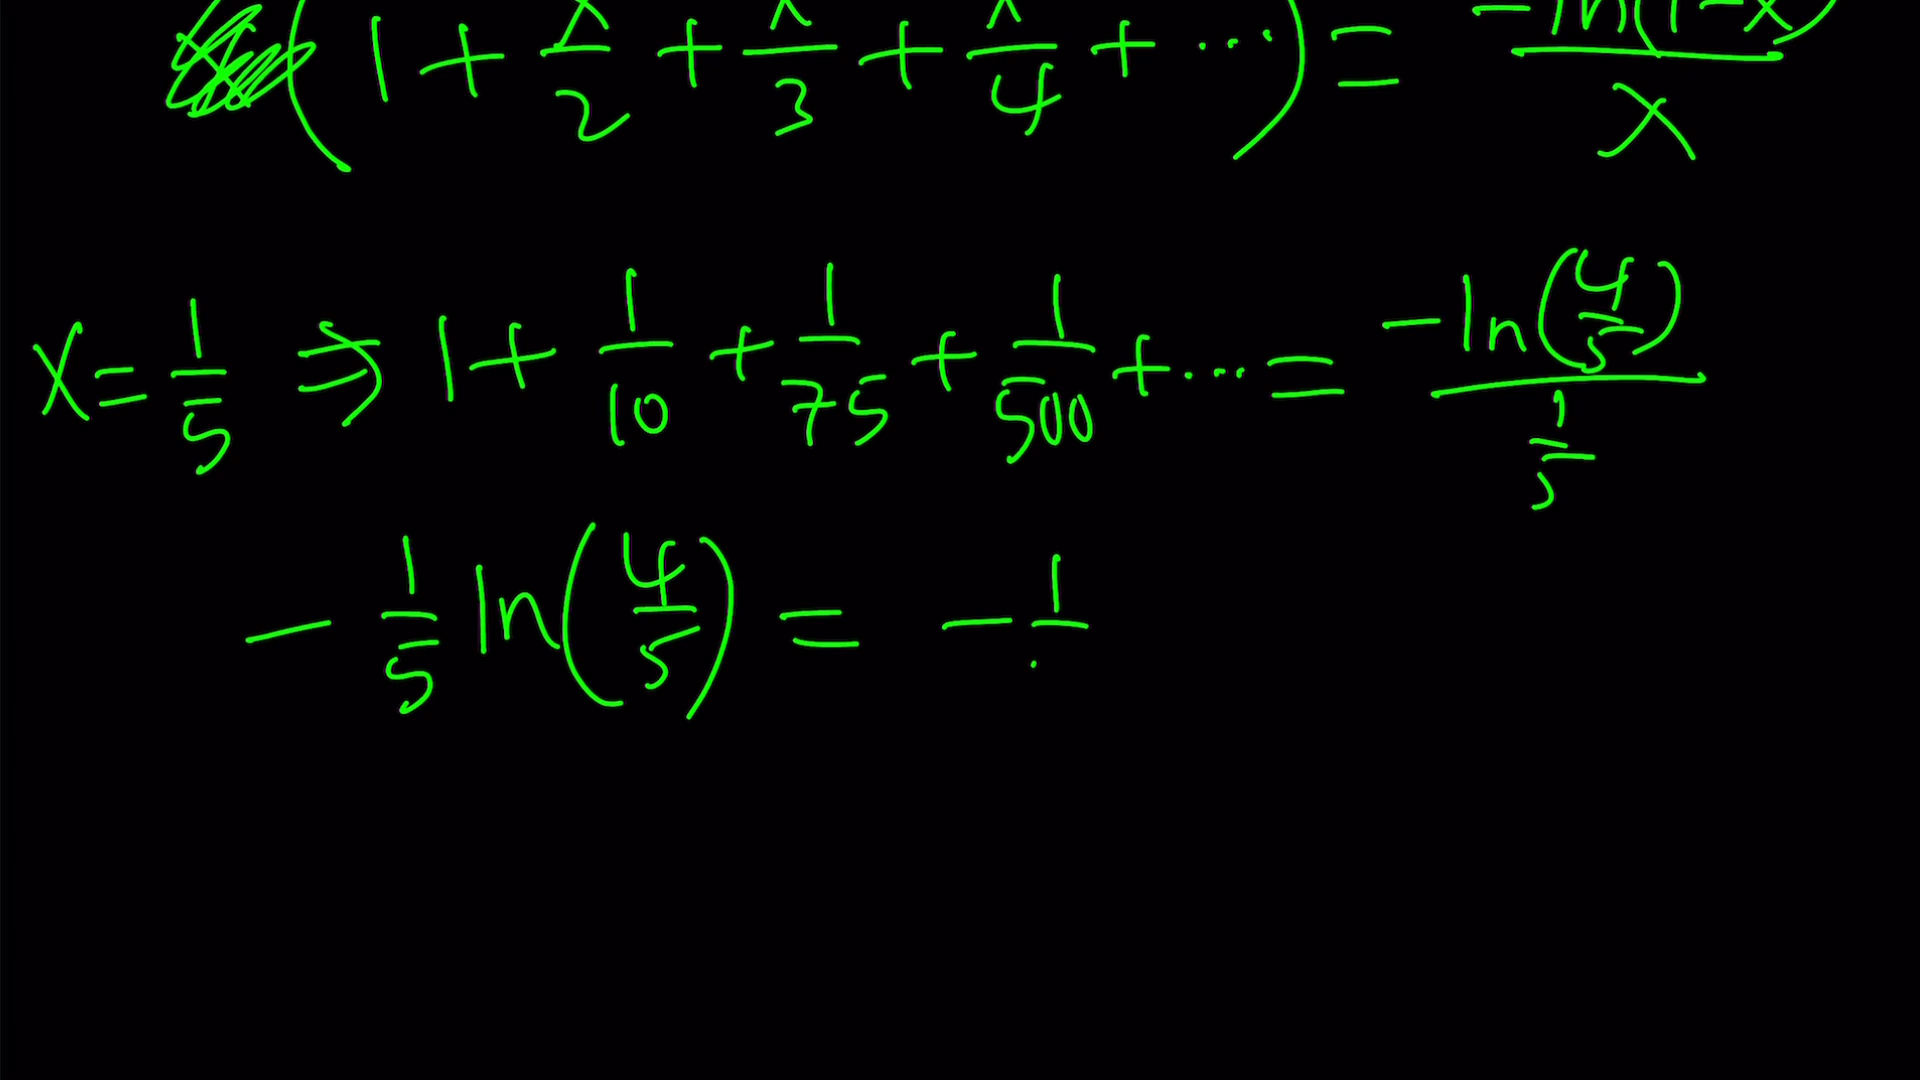 (1 + x/2 + x/3 + x/4 + ...) = -ln(1-x)/x
x = 1/5 ⇒ 1 + 1/10 + 1/75 + 1/500 + ... = -ln(4/5)/(1/5)
- 1/5 ln(4/5) = - 1/